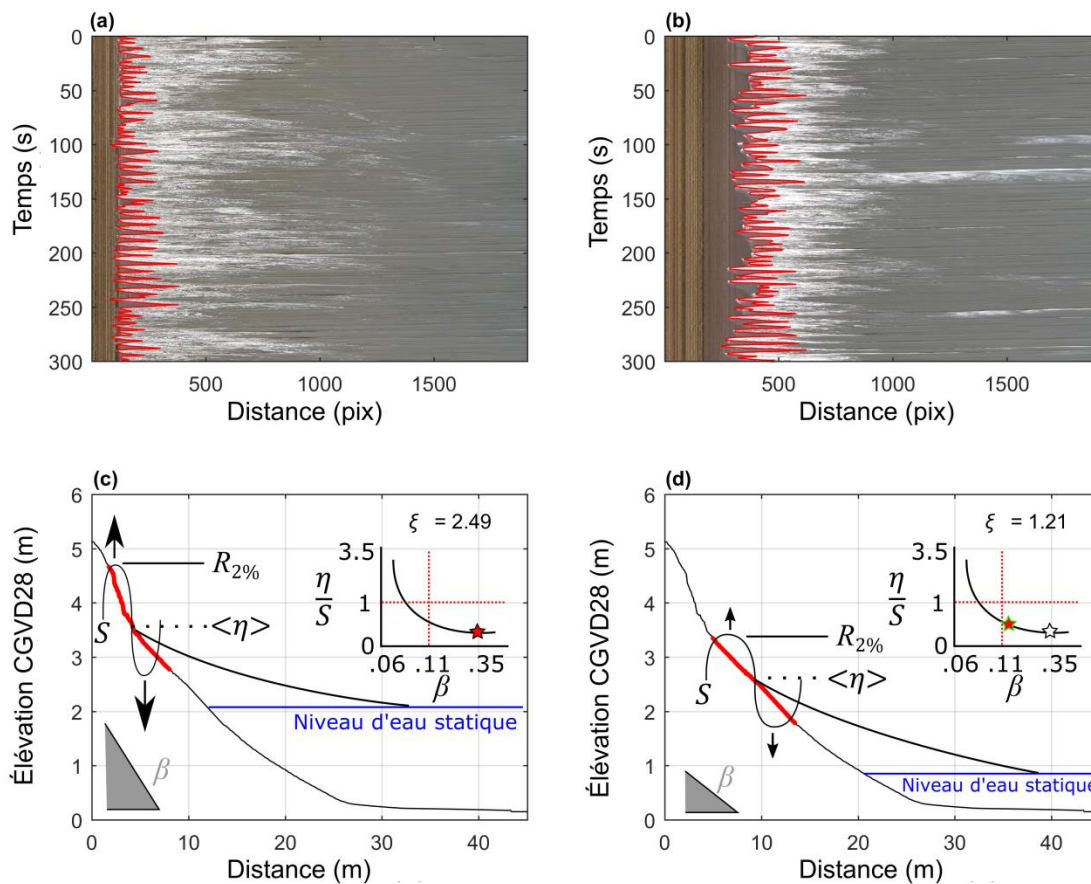 (a)
0
50
100
150
200
250
300
Temps (s)
500
1000
1500
Distance (pix)
(b)
0
50
100
150
200
250
300
Temps (s)
500
1000
1500
Distance (pix)
(c)
6
5
4
3
2
1
0
Élévation CGVD28 (m)
ξ = 2.49
R2%
3.5
η/S
1
0
S
<η>
.06 .11 .35
β
Niveau d'eau statique
β
0 10 20 30 40
Distance (m)
(d)
6
5
4
3
2
1
0
Élévation CGVD28 (m)
ξ = 1.21
3.5
η/S
1
0
R2%
S
<η>
.06 .11 .35
β
Niveau d'eau statique
β
0 10 20 30 40
Distance (m)